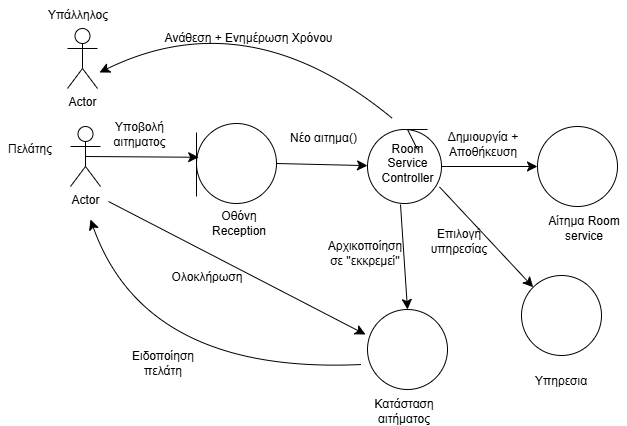 Υπάλληλος
Actor
Ανάθεση + Ενημέρωση Χρόνου
Πελάτης
Actor
Υποβολή
αιτηματος
Οθόνη
Reception
Νέο αιτημα()
Room
Service
Controller
Δημιουργία +
Αποθήκευση
Αίτημα Room
service
Αρχικοποίηση
σε "εκκρεμεί"
Επιλογή
υπηρεσίας
Ολοκλήρωση
Ειδοποίηση
πελάτη
Κατάσταση
αιτήματος
Υπηρεσια